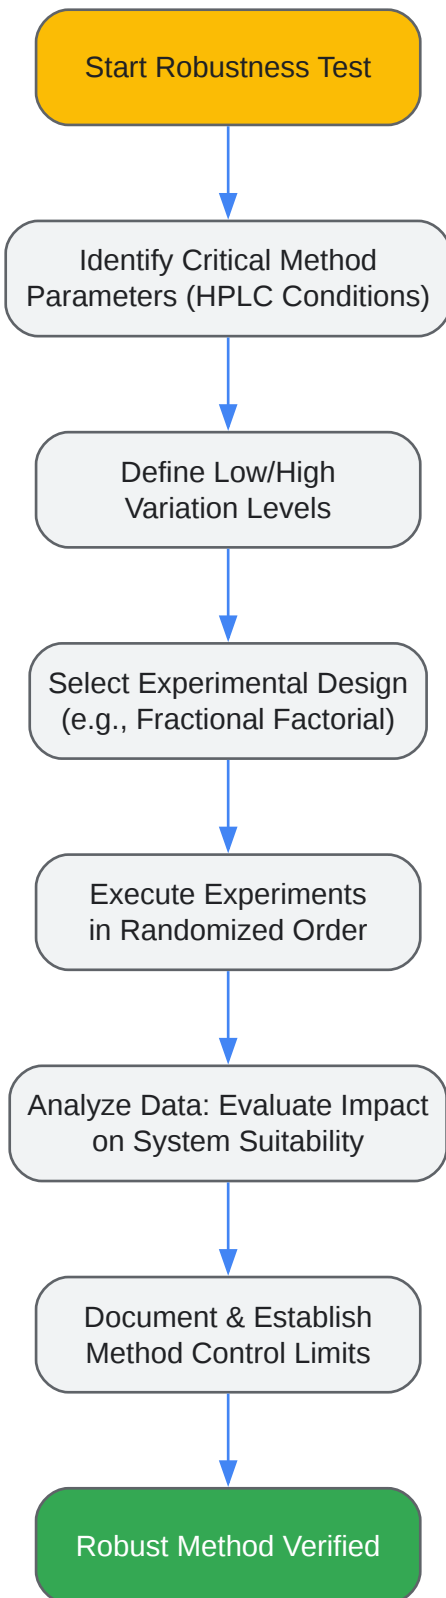 Start Robustness Test
Identify Critical Method
Parameters (HPLC Conditions)
Define Low/High
Variation Levels
Select Experimental Design
(e.g., Fractional Factorial)
Execute Experiments
in Randomized Order
Analyze Data: Evaluate Impact
on System Suitability
Document & Establish
Method Control Limits
Robust Method Verified